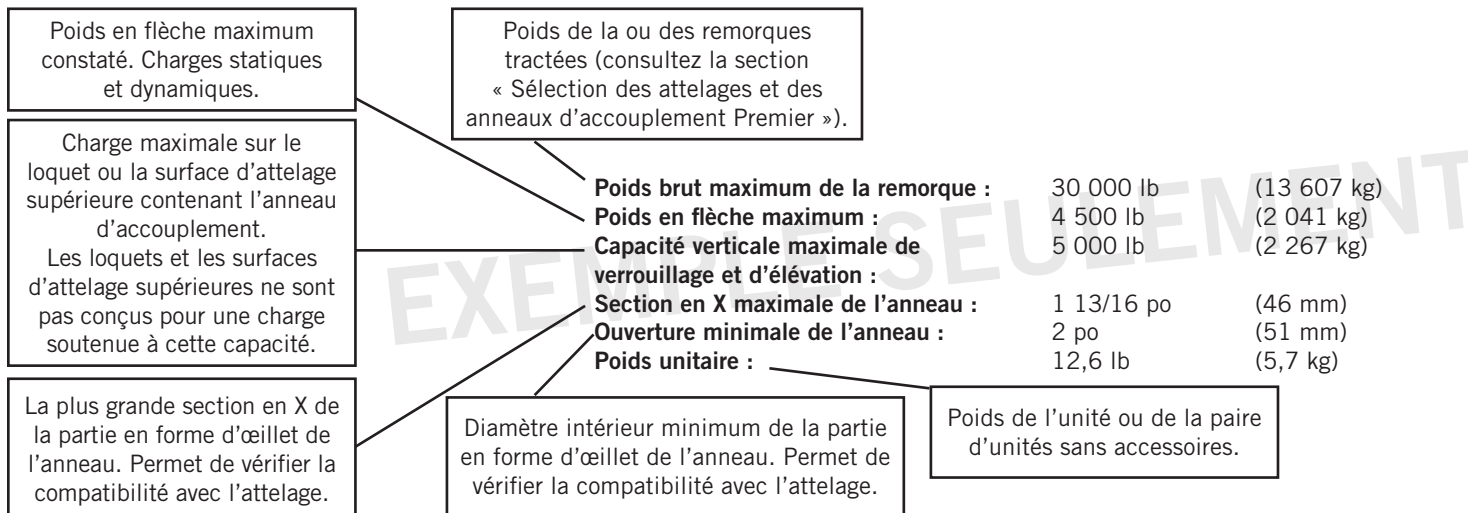 Poids en flèche maximum
constaté. Charges statiques
et dynamiques.
Poids de la ou des remorques
tractées (consultez la section
« Sélection des attelages et des
anneaux d’accouplement Premier »).
Charge maximale sur le
loquet ou la surface d’attelage
supérieure contenant l’anneau
d’accouplement.
Les loquets et les surfaces
d’attelage supérieures ne sont
pas conçus pour une charge
soutenue à cette capacité.
Poids brut maximum de la remorque : 30 000 lb (13 607 kg)
Poids en flèche maximum : 4 500 lb (2 041 kg)
Capacité verticale maximale de 5 000 lb (2 267 kg)
verrouillage et d’élévation :
Section en X maximale de l’anneau : 1 13/16 po (46 mm)
Ouverture minimale de l’anneau : 2 po (51 mm)
Poids unitaire : 12,6 lb (5,7 kg)
EXEMPLE SEULEMENT
La plus grande section en X de
la partie en forme d’œillet de
l’anneau. Permet de vérifier la
compatibilité avec l’attelage.
Diamètre intérieur minimum de la partie
en forme d’œillet de l’anneau. Permet de
vérifier la compatibilité avec l’attelage.
Poids de l’unité ou de la paire
d’unités sans accessoires.